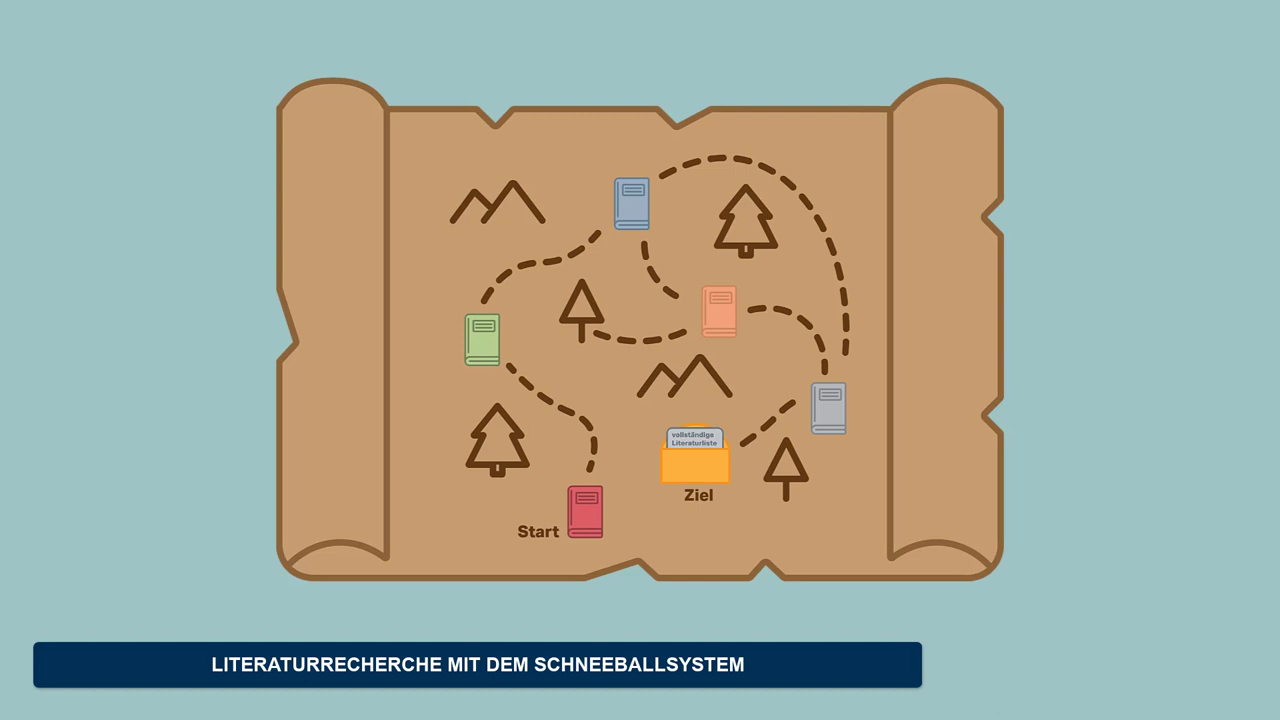 vollständige
Literaturliste
Ziel
Start
LITERATURRECHERCHE MIT DEM SCHNEEBALLSYSTEM